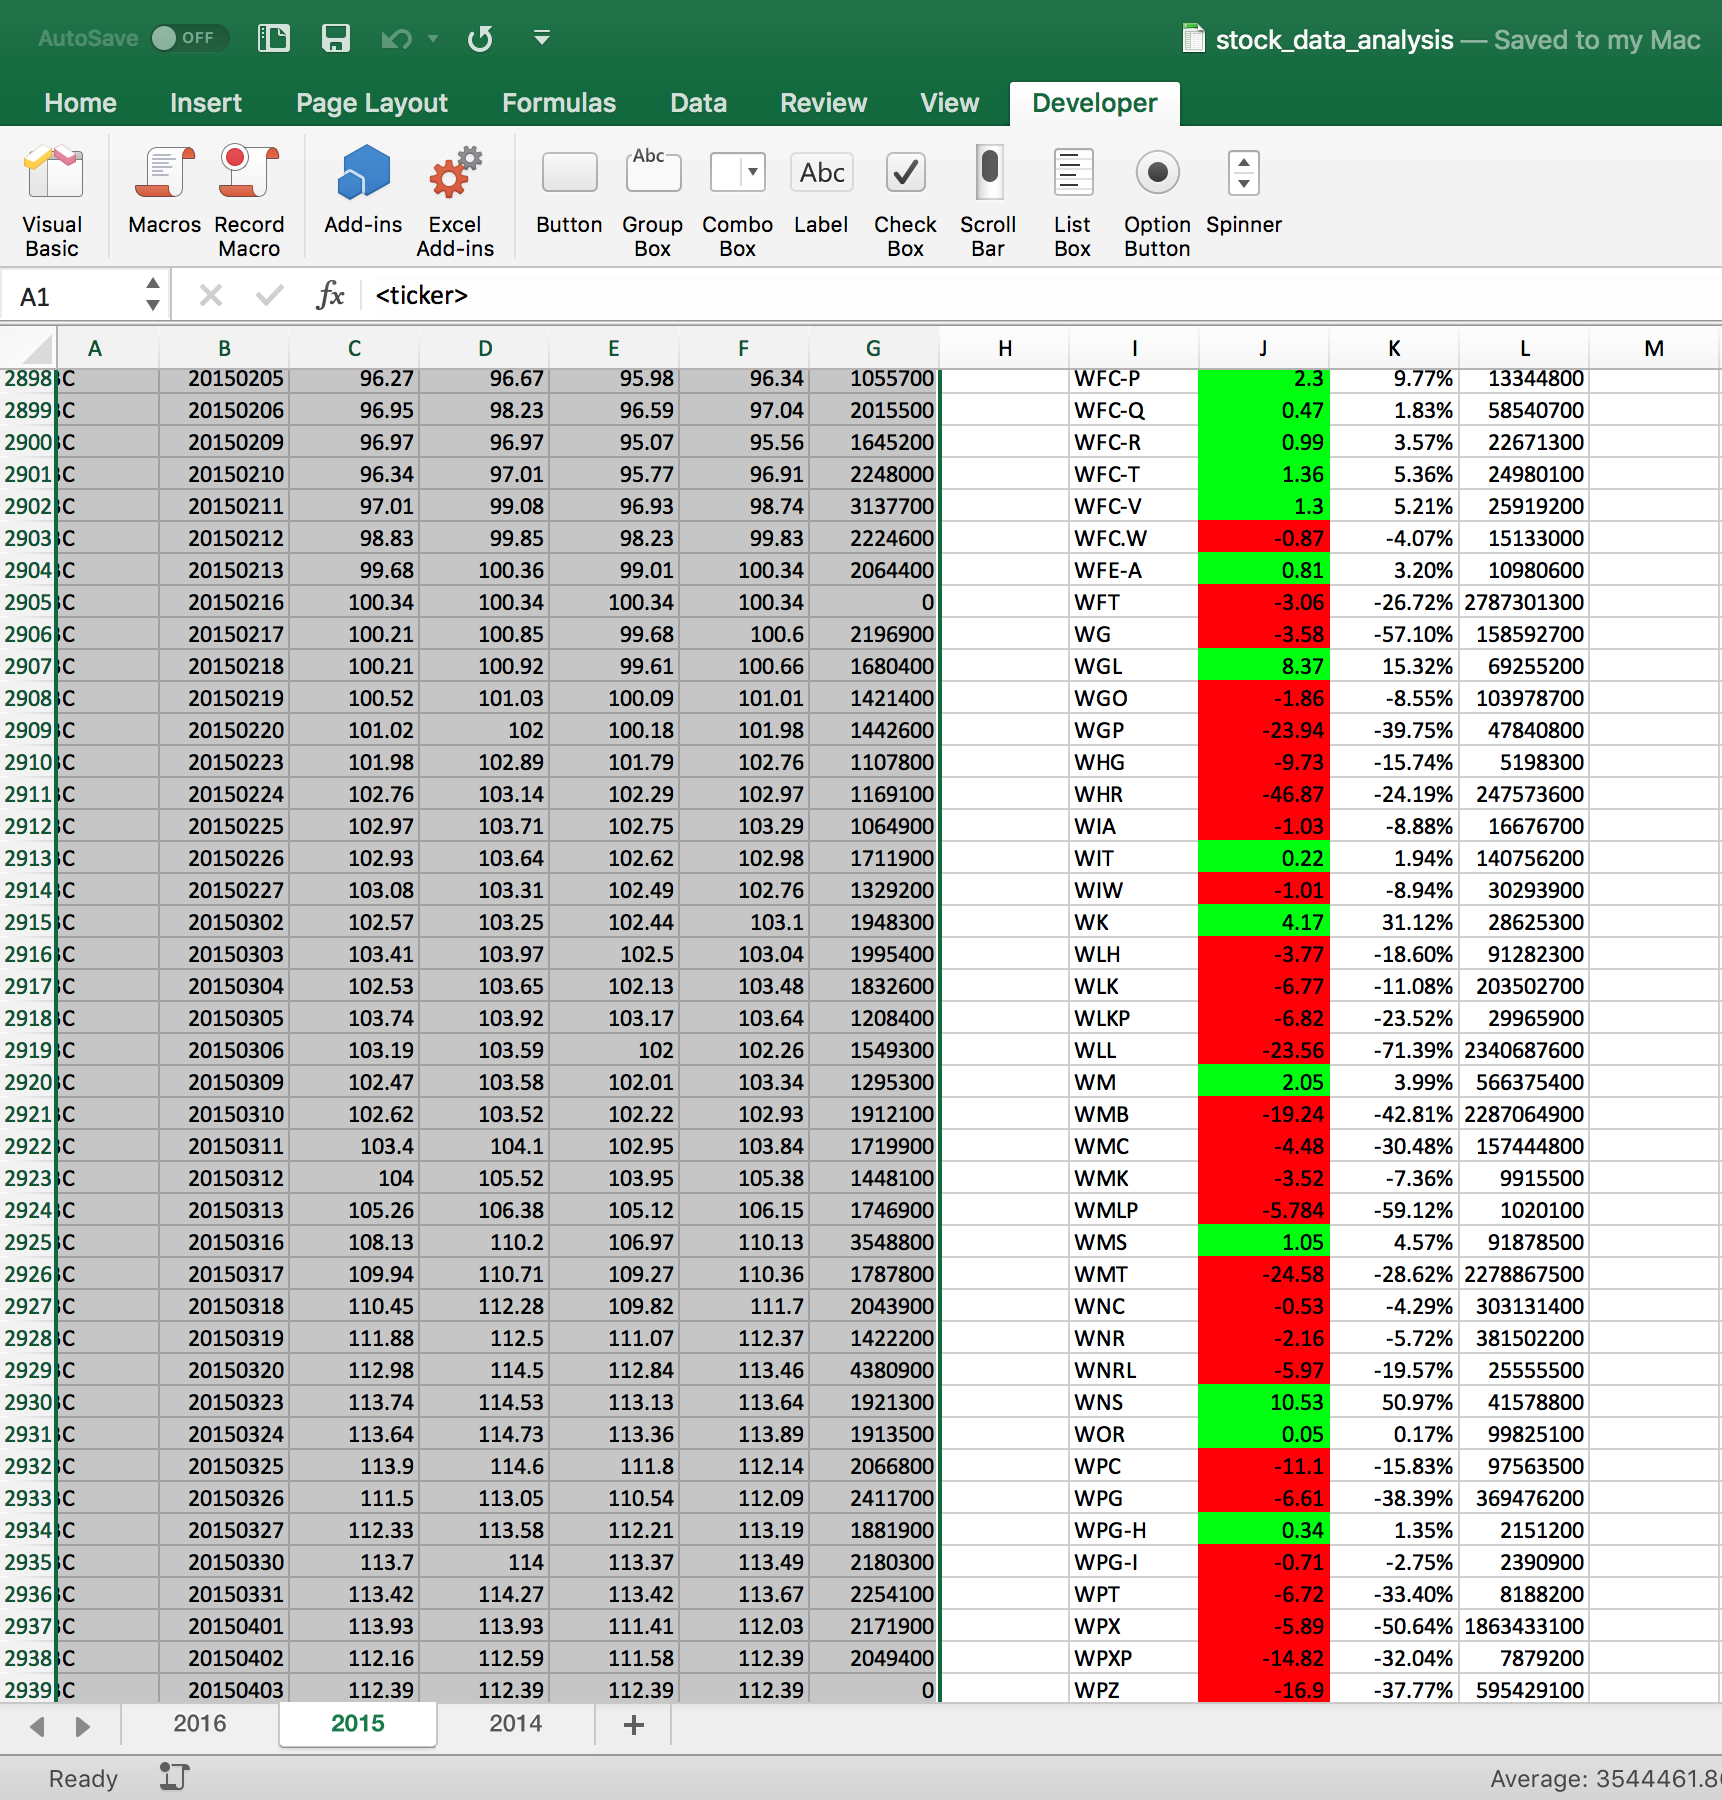 AutoSave OFF stock_data_analysis — Saved to my Mac
Home Insert Page Layout Formulas Data Review View Developer
Visual Basic Macros Record Macro Add-ins Excel Add-ins Button Group Box Combo Box Label Check Box Scroll Bar List Box Option Button Spinner
Abc Abc
A1 fx <ticker>
A B C D E F G H I J K L M
2898 C 20150205 96.27 96.67 95.98 96.34 1055700 WFC-P 2.3 9.77% 13344800
2899 C 20150206 96.95 98.23 96.59 97.04 2015500 WFC-Q 0.47 1.83% 58540700
2900 C 20150209 96.97 96.97 95.07 95.56 1645200 WFC-R 0.99 3.57% 22671300
2901 C 20150210 96.34 97.01 95.77 96.91 2248000 WFC-T 1.36 5.36% 24980100
2902 C 20150211 97.01 99.08 96.93 98.74 3137700 WFC-V 1.3 5.21% 25919200
2903 C 20150212 98.83 99.85 98.23 99.83 2224600 WFC.W -0.87 -4.07% 15133000
2904 C 20150213 99.68 100.36 99.01 100.34 2064400 WFE-A 0.81 3.20% 10980600
2905 C 20150216 100.34 100.34 100.34 100.34 0 WFT -3.06 -26.72% 2787301300
2906 C 20150217 100.21 100.85 99.68 100.6 2196900 WG -3.58 -57.10% 158592700
2907 C 20150218 100.21 100.92 99.61 100.66 1680400 WGL 8.37 15.32% 69255200
2908 C 20150219 100.52 101.03 100.09 101.01 1421400 WGO -1.86 -8.55% 103978700
2909 C 20150220 101.02 102 100.18 101.98 1442600 WGP -23.94 -39.75% 47840800
2910 C 20150223 101.98 102.89 101.79 102.76 1107800 WHG -9.73 -15.74% 5198300
2911 C 20150224 102.76 103.14 102.29 102.97 1169100 WHR -46.87 -24.19% 247573600
2912 C 20150225 102.97 103.71 102.75 103.29 1064900 WIA -1.03 -8.88% 16676700
2913 C 20150226 102.93 103.64 102.62 102.98 1711900 WIT 0.22 1.94% 140756200
2914 C 20150227 103.08 103.31 102.49 102.76 1329200 WIW -1.01 -8.94% 30293900
2915 C 20150302 102.57 103.25 102.44 103.1 1948300 WK 4.17 31.12% 28625300
2916 C 20150303 103.41 103.97 102.5 103.04 1995400 WLH -3.77 -18.60% 91282300
2917 C 20150304 102.53 103.65 102.13 103.48 1832600 WLK -6.77 -11.08% 203502700
2918 C 20150305 103.74 103.92 103.17 103.64 1208400 WLKP -6.82 -23.52% 29965900
2919 C 20150306 103.19 103.59 102 102.26 1549300 WLL -23.56 -71.39% 2340687600
2920 C 20150309 102.47 103.58 102.01 103.34 1295300 WM 2.05 3.99% 566375400
2921 C 20150310 102.62 103.52 102.22 102.93 1912100 WMB -19.24 -42.81% 2287064900
2922 C 20150311 103.4 104.1 102.95 103.84 1719900 WMC -4.48 -30.48% 157444800
2923 C 20150312 104 105.52 103.95 105.38 1448100 WMK -3.52 -7.36% 9915500
2924 C 20150313 105.26 106.38 105.12 106.15 1746900 WMLP -5.784 -59.12% 1020100
2925 C 20150316 108.13 110.2 106.97 110.13 3548800 WMS 1.05 4.57% 91878500
2926 C 20150317 109.94 110.71 109.27 110.36 1787800 WMT -24.58 -28.62% 2278867500
2927 C 20150318 110.45 112.28 109.82 111.7 2043900 WNC -0.53 -4.29% 303131400
2928 C 20150319 111.88 112.5 111.07 112.37 1422200 WNR -2.16 -5.72% 381502200
2929 C 20150320 112.98 114.5 112.84 113.46 4380900 WNRL -5.97 -19.57% 25555500
2930 C 20150323 113.74 114.53 113.13 113.64 1921300 WNS 10.53 50.97% 41578800
2931 C 20150324 113.64 114.73 113.36 113.89 1913500 WOR 0.05 0.17% 99825100
2932 C 20150325 113.9 114.6 111.8 112.14 2066800 WPC -11.1 -15.83% 97563500
2933 C 20150326 111.5 113.05 110.54 112.09 2411700 WPG -6.61 -38.39% 369476200
2934 C 20150327 112.33 113.58 112.21 113.19 1881900 WPG-H 0.34 1.35% 2151200
2935 C 20150330 113.7 114 113.37 113.49 2180300 WPG-I -0.71 -2.75% 2390900
2936 C 20150331 113.42 114.27 113.42 113.67 2254100 WPT -6.72 -33.40% 8188200
2937 C 20150401 113.93 113.93 111.41 112.03 2171900 WPX -5.89 -50.64% 1863433100
2938 C 20150402 112.16 112.59 111.58 112.39 2049400 WPXP -14.82 -32.04% 7879200
2939 C 20150403 112.39 112.39 112.39 112.39 0 WPZ -16.9 -37.77% 595429100
2016 2015 2014 +
Ready Average: 3544461.8